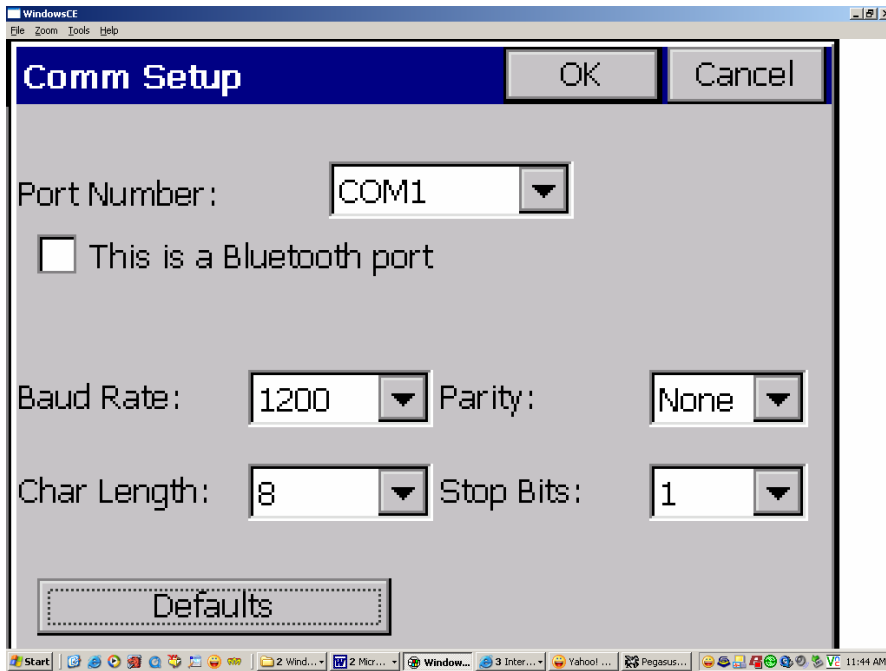 WindowsCE
File Zoom Tools Help
Comm Setup OK Cancel
Port Number: COM1
This is a Bluetooth port
Baud Rate: 1200 Parity: None
Char Length: 8 Stop Bits: 1
Defaults
Start 2 Wind... 2 Micr... Window... 3 Inter... Yahoo! ... Pegasus... 11:44 AM